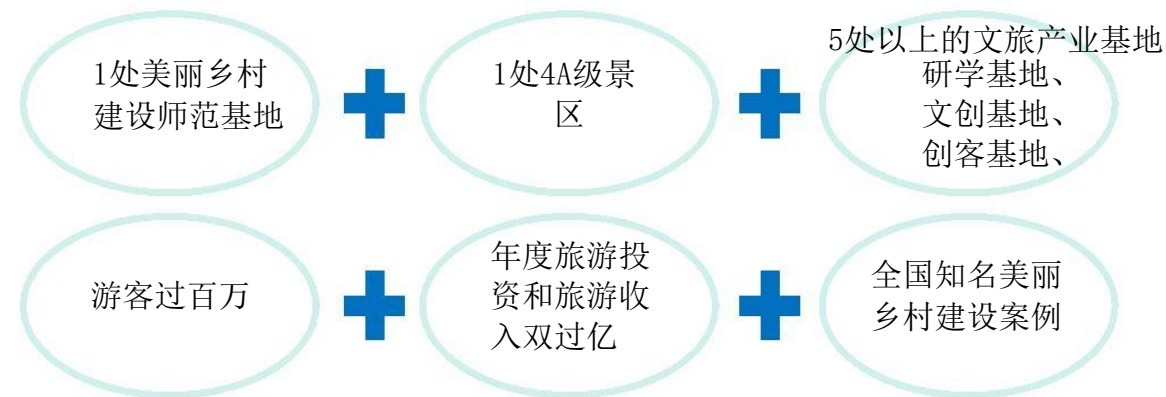 1处美丽乡村
建设师范基地
1处4A级景
区
5处以上的文旅产业基地
研学基地、
文创基地、
创客基地、
游客过百万
年度旅游投
资和旅游收
入双过亿
全国知名美丽
乡村建设案例